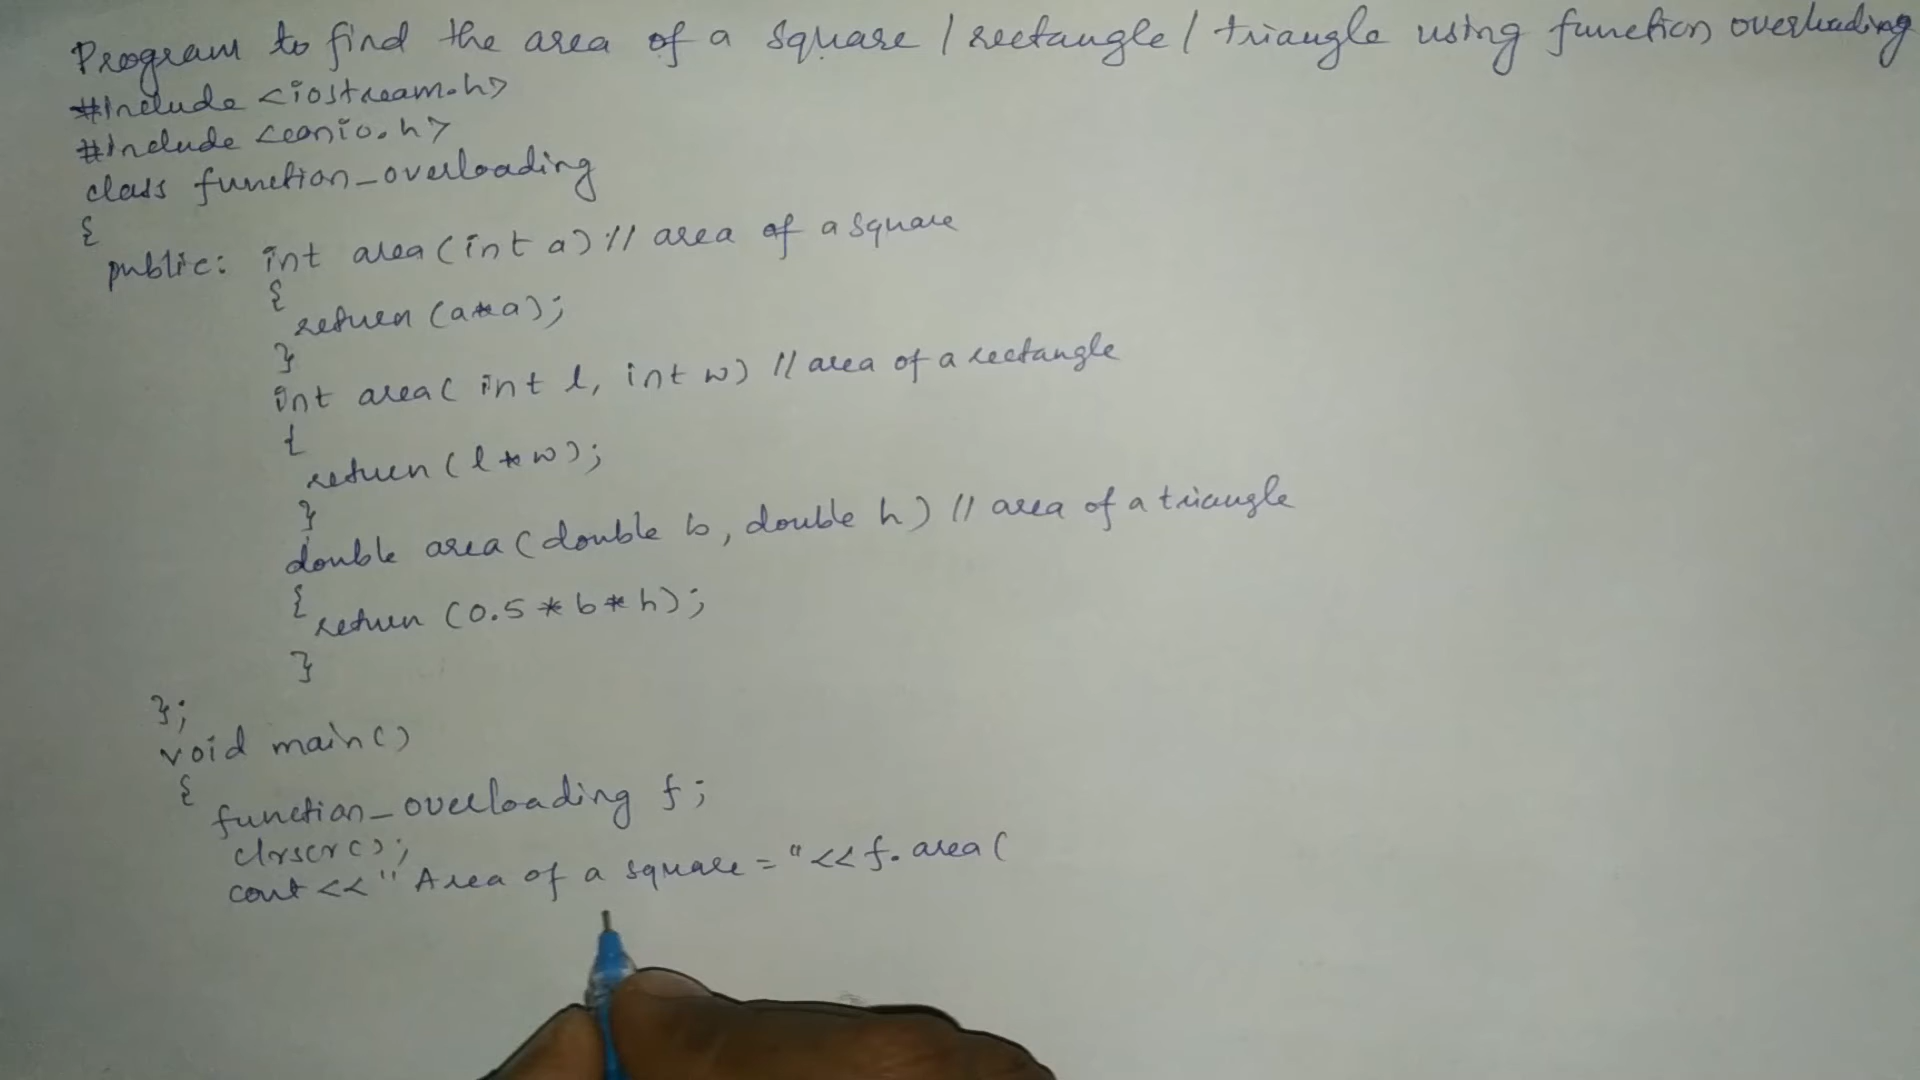 Program to find the area of a square / rectangle / triangle using function overloading
#include <iostream.h>
#include <conio.h>
class function_overloading
{
public: int area(int a) // area of a square
{
return (a*a);
}
int area( int l, int w) // area of a rectangle
{
return (l*w);
}
double area (double b, double h) // area of a triangle
{
return (0.5*b*h);
}
};
void main()
{
function_overloading f;
clrscr();
cout <<" Area of a square = "<< f. area (